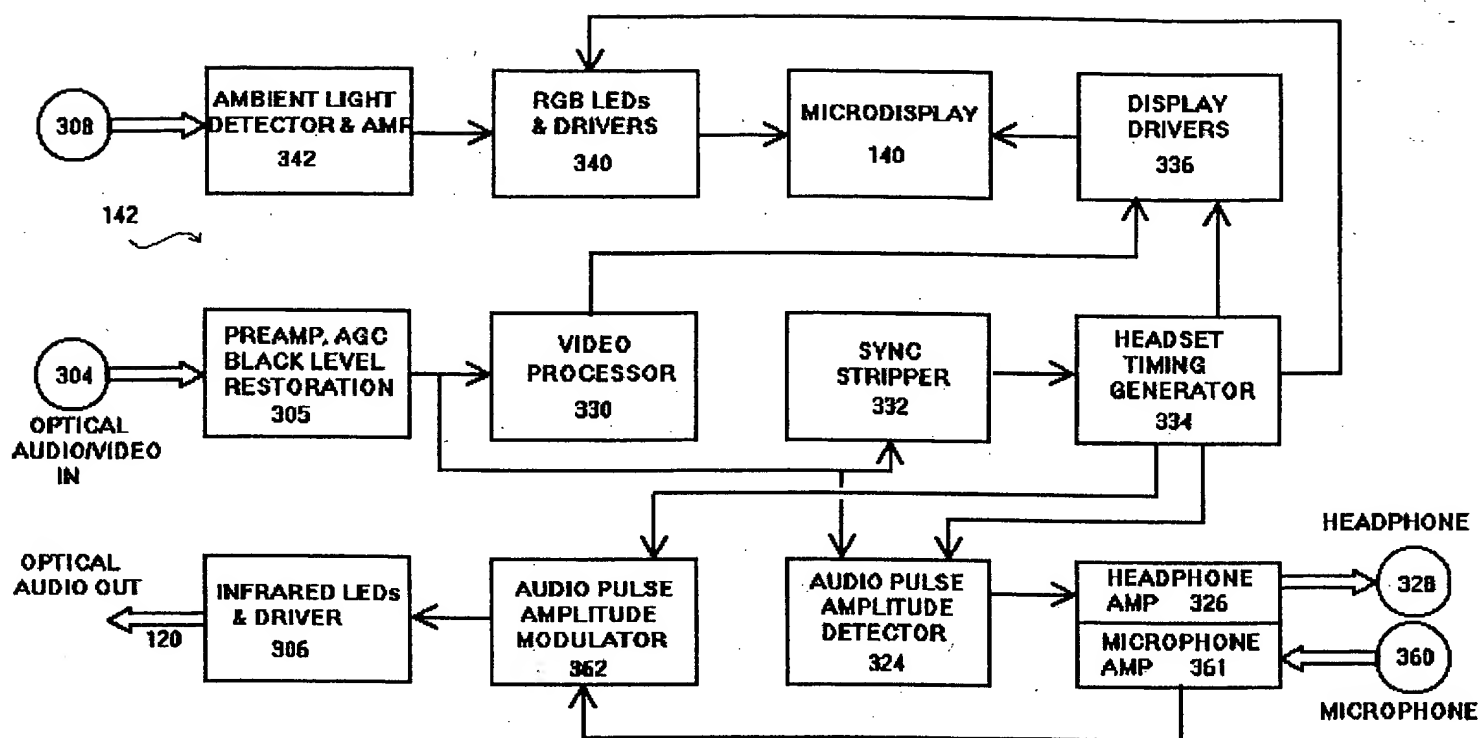 308
AMBIENT LIGHT
DETECTOR & AMP
342
RGB LEDs
& DRIVERS
340
MICRODISPLAY
140
DISPLAY
DRIVERS
336
142
304
OPTICAL
AUDIO/VIDEO
IN
PREAMP, AGC
BLACK LEVEL
RESTORATION
305
VIDEO
PROCESSOR
330
SYNC
STRIPPER
332
HEADSET
TIMING
GENERATOR
334
OPTICAL
AUDIO OUT
120
INFRARED LEDs
& DRIVER
306
AUDIO PULSE
AMPLITUDE
MODULATOR
362
AUDIO PULSE
AMPLITUDE
DETECTOR
324
HEADPHONE
AMP 326
MICROPHONE
AMP 361
HEADPHONE
328
360
MICROPHONE